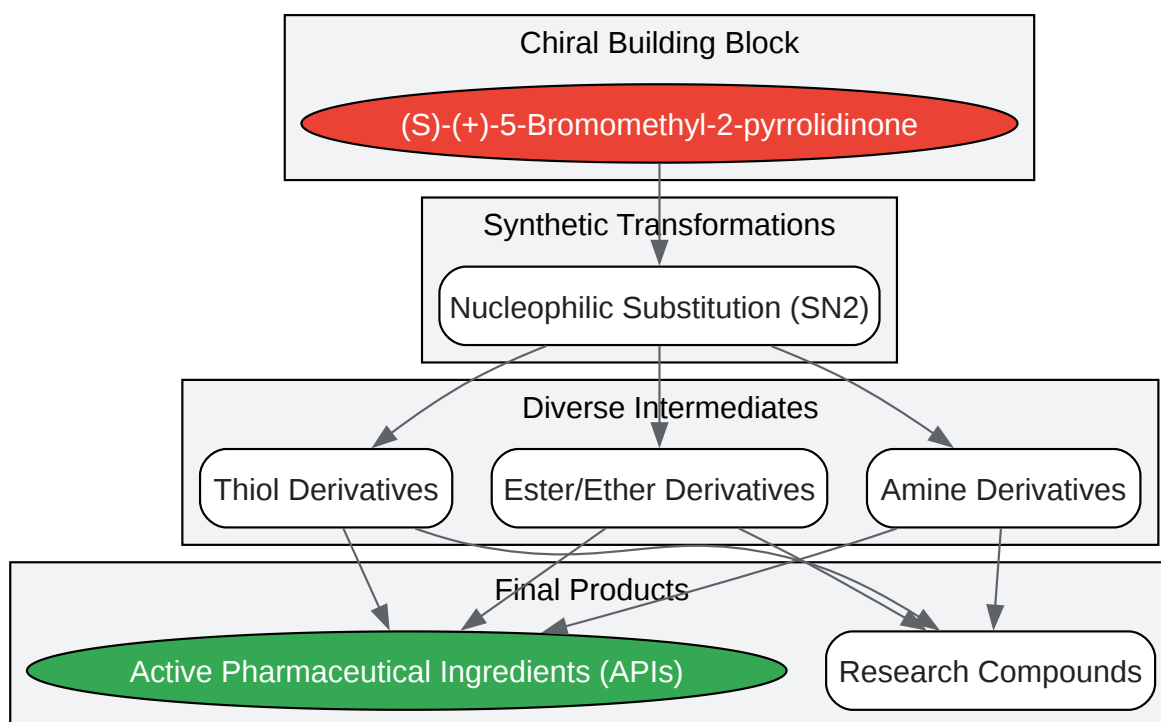 Chiral Building Block
(S)-(+)-5-Bromomethyl-2-pyrrolidinone
Synthetic Transformations
Nucleophilic Substitution (SN2)
Diverse Intermediates
Thiol Derivatives
Ester/Ether Derivatives
Amine Derivatives
Final Products
Active Pharmaceutical Ingredients (APIs)
Research Compounds